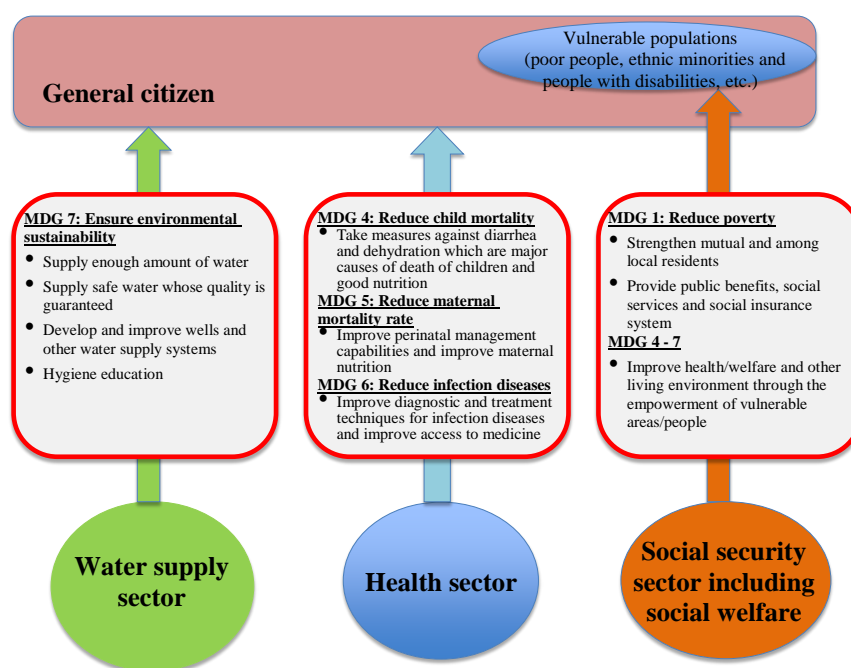 Vulnerable populations
(poor people, ethnic minorities and
people with disabilities, etc.)
General citizen
MDG 7: Ensure environmental
sustainability
• Supply enough amount of water
• Supply safe water whose quality is
guaranteed
• Develop and improve wells and
other water supply systems
• Hygiene education
MDG 4: Reduce child mortality
• Take measures against diarrhea
and dehydration which are major
causes of death of children and
good nutrition
MDG 5: Reduce maternal
mortality rate
• Improve perinatal management
capabilities and improve maternal
nutrition
MDG 6: Reduce infection diseases
• Improve diagnostic and treatment
techniques for infection diseases
and improve access to medicine
MDG 1: Reduce poverty
• Strengthen mutual and among
local residents
• Provide public benefits, social
services and social insurance
system
MDG 4 - 7
• Improve health/welfare and other
living environment through the
empowerment of vulnerable
areas/people
Water supply
sector
Health sector
Social security
sector including
social welfare